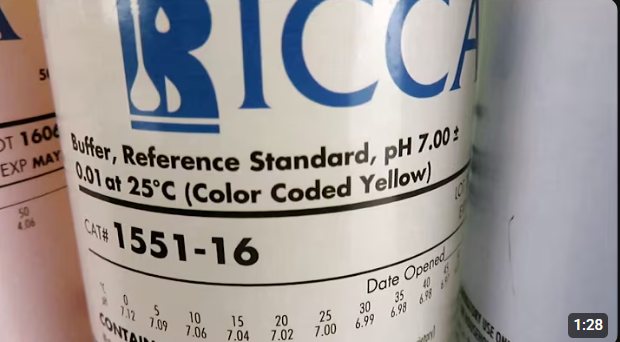 RICCA
Buffer, Reference Standard, pH 7.00 ±
0.01 at 25°C (Color Coded Yellow)
CAT# 1551-16
Date Opened
°C 0 5 10 15 20 25 30 35 40 45
pH 7.12 7.09 7.06 7.04 7.02 7.00 6.99 6.98 6.98
CONTAIN
OT 1606
EXP MAY
50
4.06
1:28